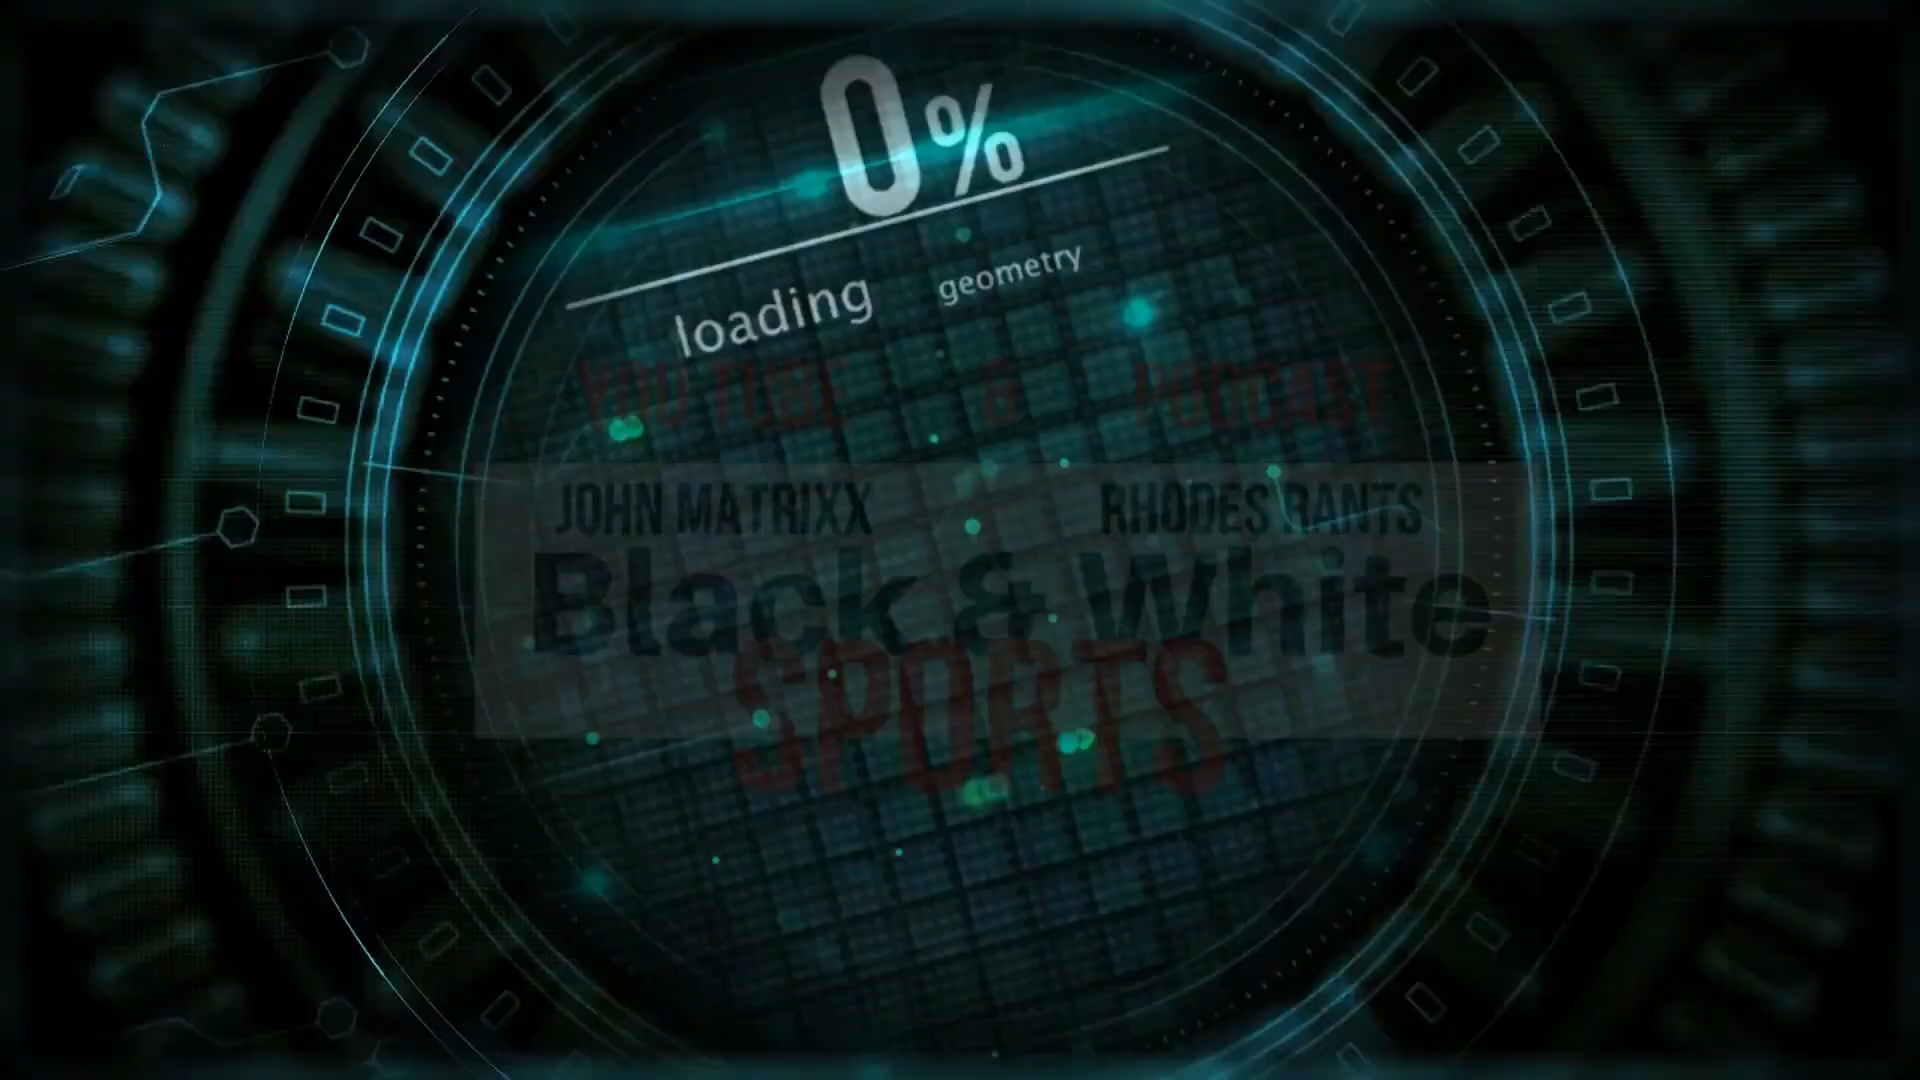 0%
loading geometry
YOU TUBE & PODCAST
JOHN MATRIXX RHODES RANTS
Black & White
SPORTS